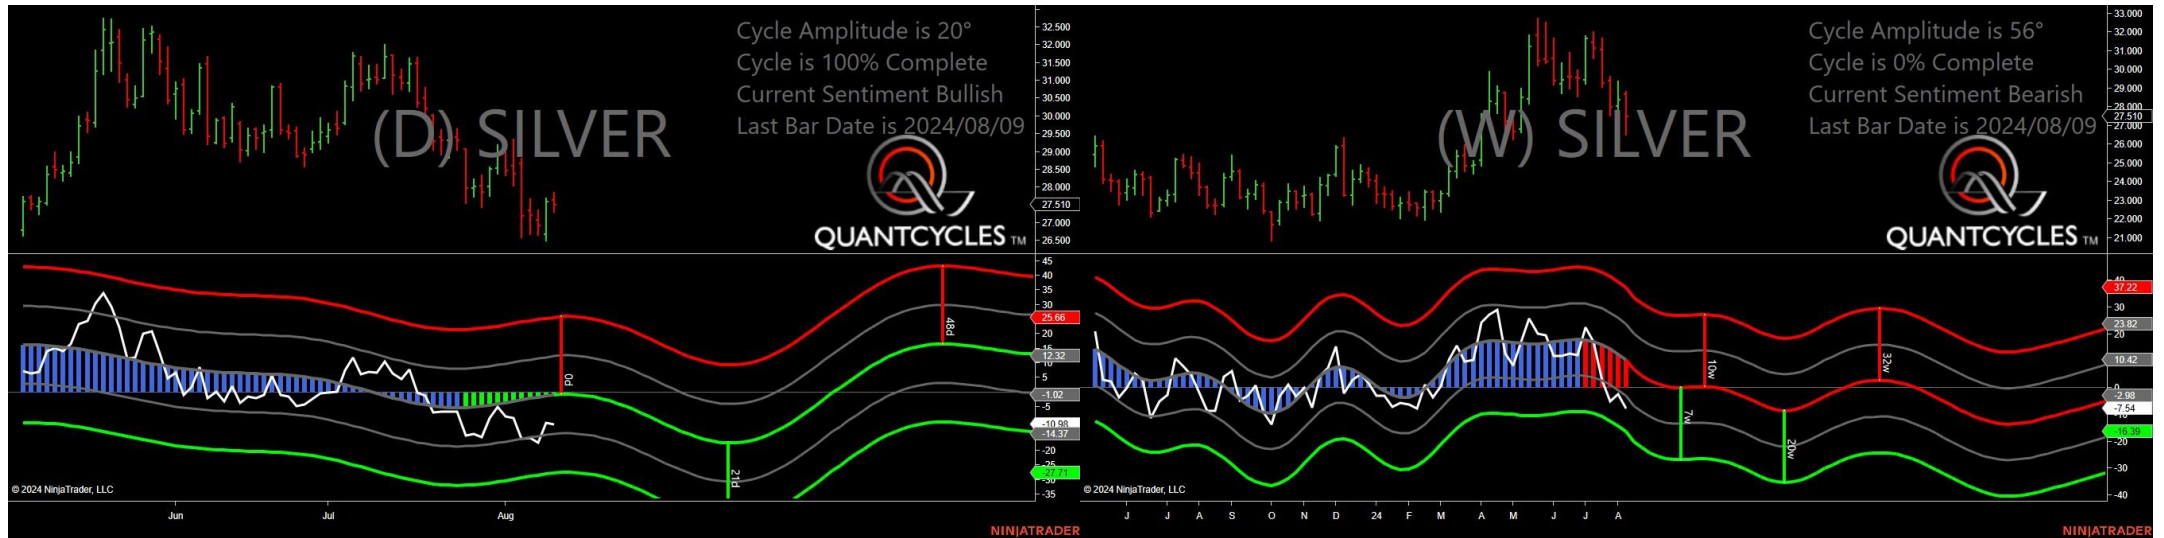 Cycle Amplitude is 20°
Cycle is 100% Complete
Current Sentiment Bullish
Last Bar Date is 2024/08/09
(D) SILVER
QUANTCYCLES TM
32.500
32.000
31.500
31.000
30.500
30.000
29.500
29.000
28.500
28.000
27.510
27.000
26.500
45
40
35
30
25.66
20
12.32
5
-1.02
-5
-10.98
-14.37
-20
-27.71
-35
0d
21d
48d
© 2024 NinjaTrader, LLC
Jun
Jul
Aug
NINJATRADER
Cycle Amplitude is 56°
Cycle is 0% Complete
Current Sentiment Bearish
Last Bar Date is 2024/08/09
(W) SILVER
QUANTCYCLES TM
33.000
32.000
31.000
30.000
29.000
28.000
27.510
27.000
26.000
25.000
24.000
23.000
22.000
21.000
40
37.22
30
23.82
20
10.42
0
-2.98
-7.54
-16.39
-20
-30
-40
7w
10w
20w
32w
© 2024 NinjaTrader, LLC
J
J
A
S
O
N
D
24
F
M
A
M
J
J
A
NINJATRADER